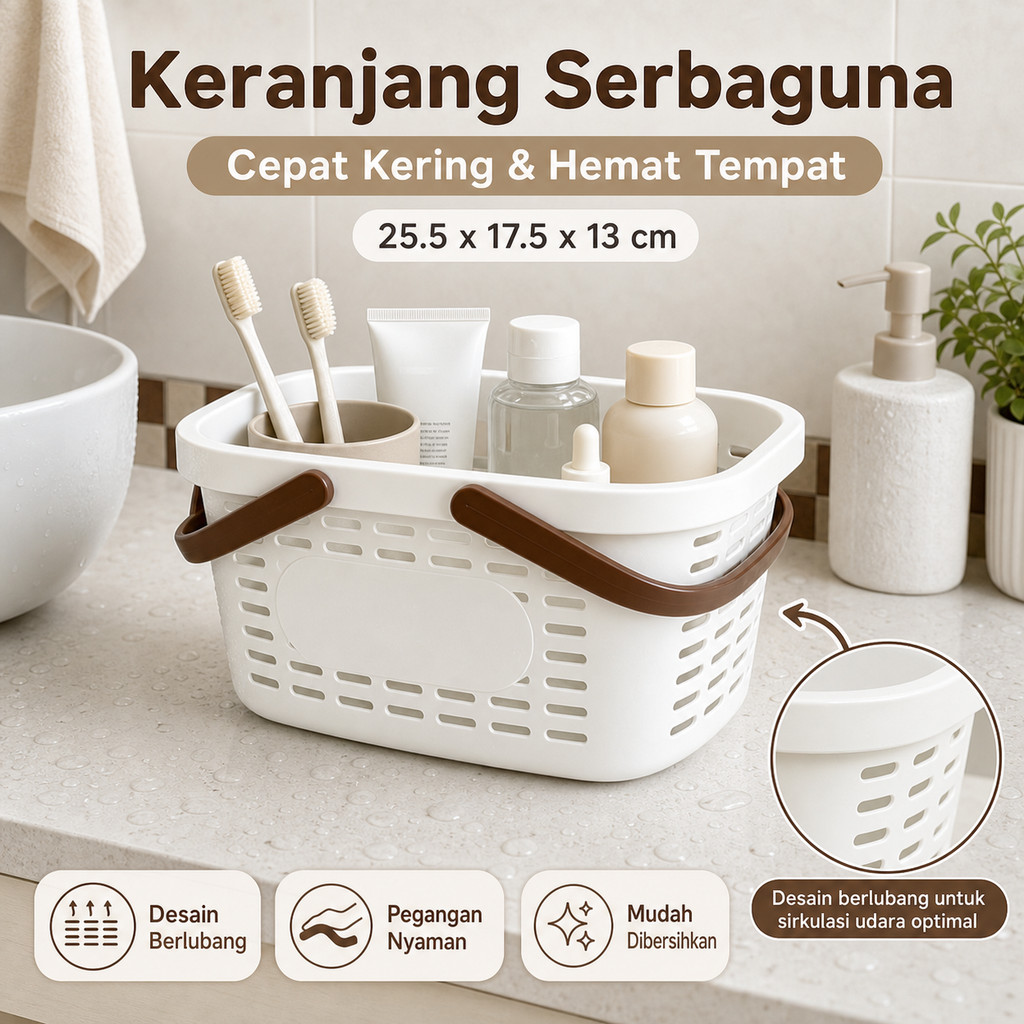 Keranjang Serbaguna
Cepat Kering & Hemat Tempat
25.5 x 17.5 x 13 cm
Desain berlubang untuk
sirkulasi udara optimal
Desain
Berlubang
Pegangan
Nyaman
Mudah
Dibersihkan